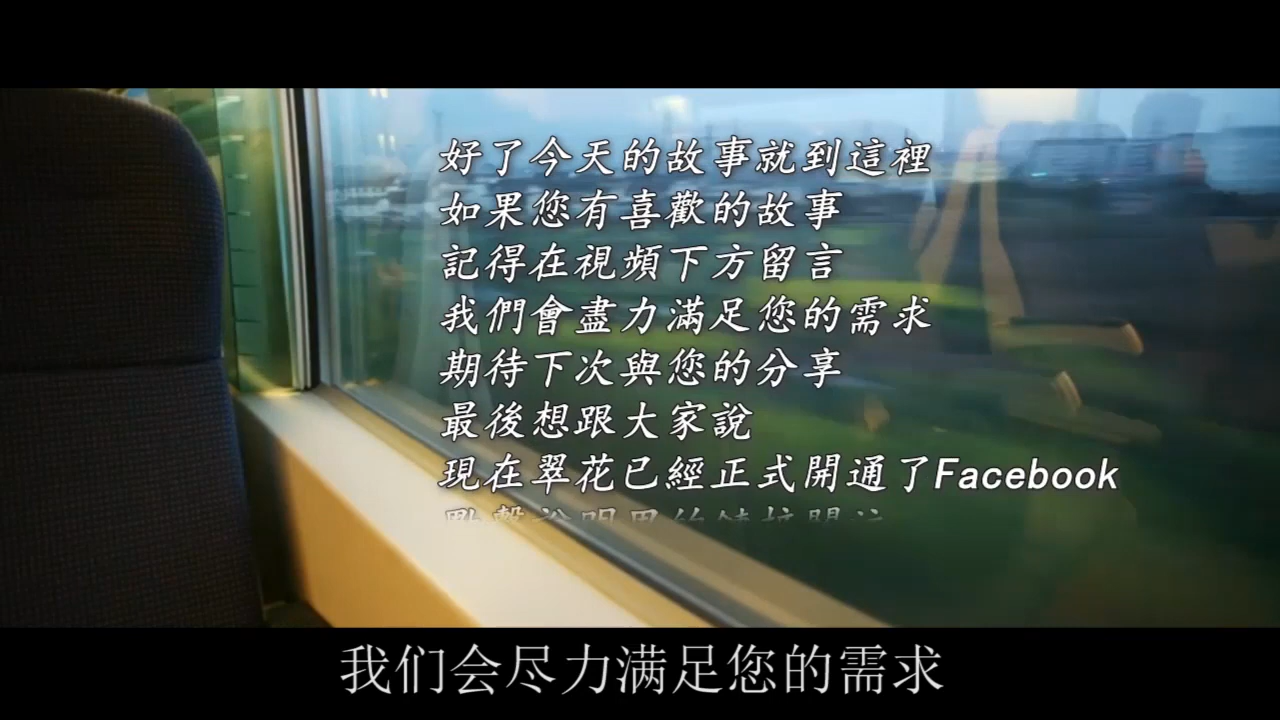 好了今天的故事就到這裡
如果您有喜歡的故事
記得在視頻下方留言
我們會盡力滿足您的需求
期待下次與您的分享
最後想跟大家說
現在翠花已經正式開通了Facebook
我们会尽力满足您的需求